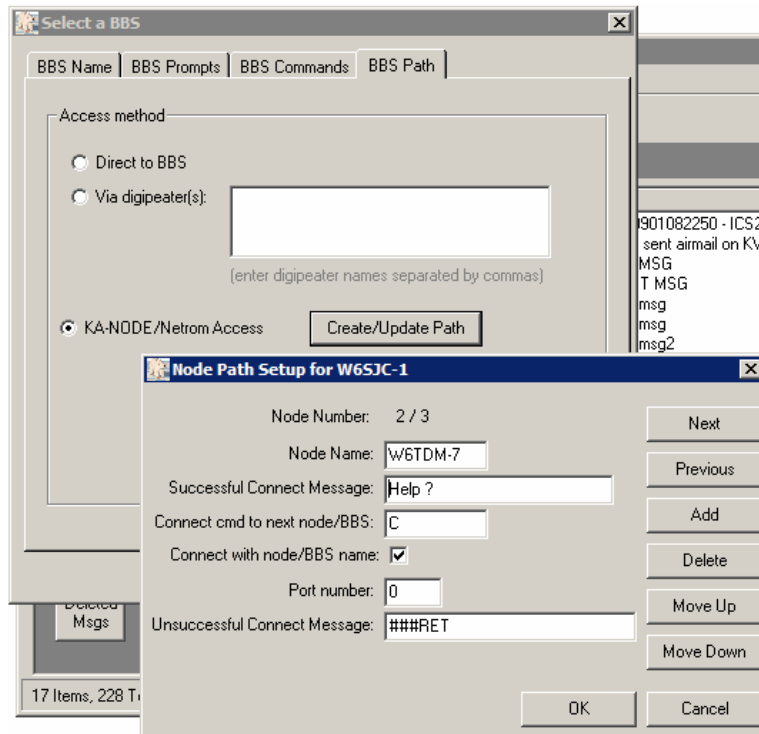 Select a BBS
BBS Name BBS Prompts BBS Commands BBS Path
Access method
Direct to BBS
Via digipeater(s):
(enter digipeater names separated by commas)
KA-NODE/Netrom Access Create/Update Path
0901082250 - ICS2
sent airmail on KV
MSG
T MSG
msg
msg
msg2
Node Path Setup for W6SJC-1
Node Number: 2 / 3
Node Name: W6TDM-7
Successful Connect Message: Help ?
Connect cmd to next node/BBS: C
Connect with node/BBS name:
Port number: 0
Unsuccessful Connect Message: ###RET
Next
Previous
Add
Delete
Move Up
Move Down
OK Cancel
Deleted
Msgs
17 Items, 228 T